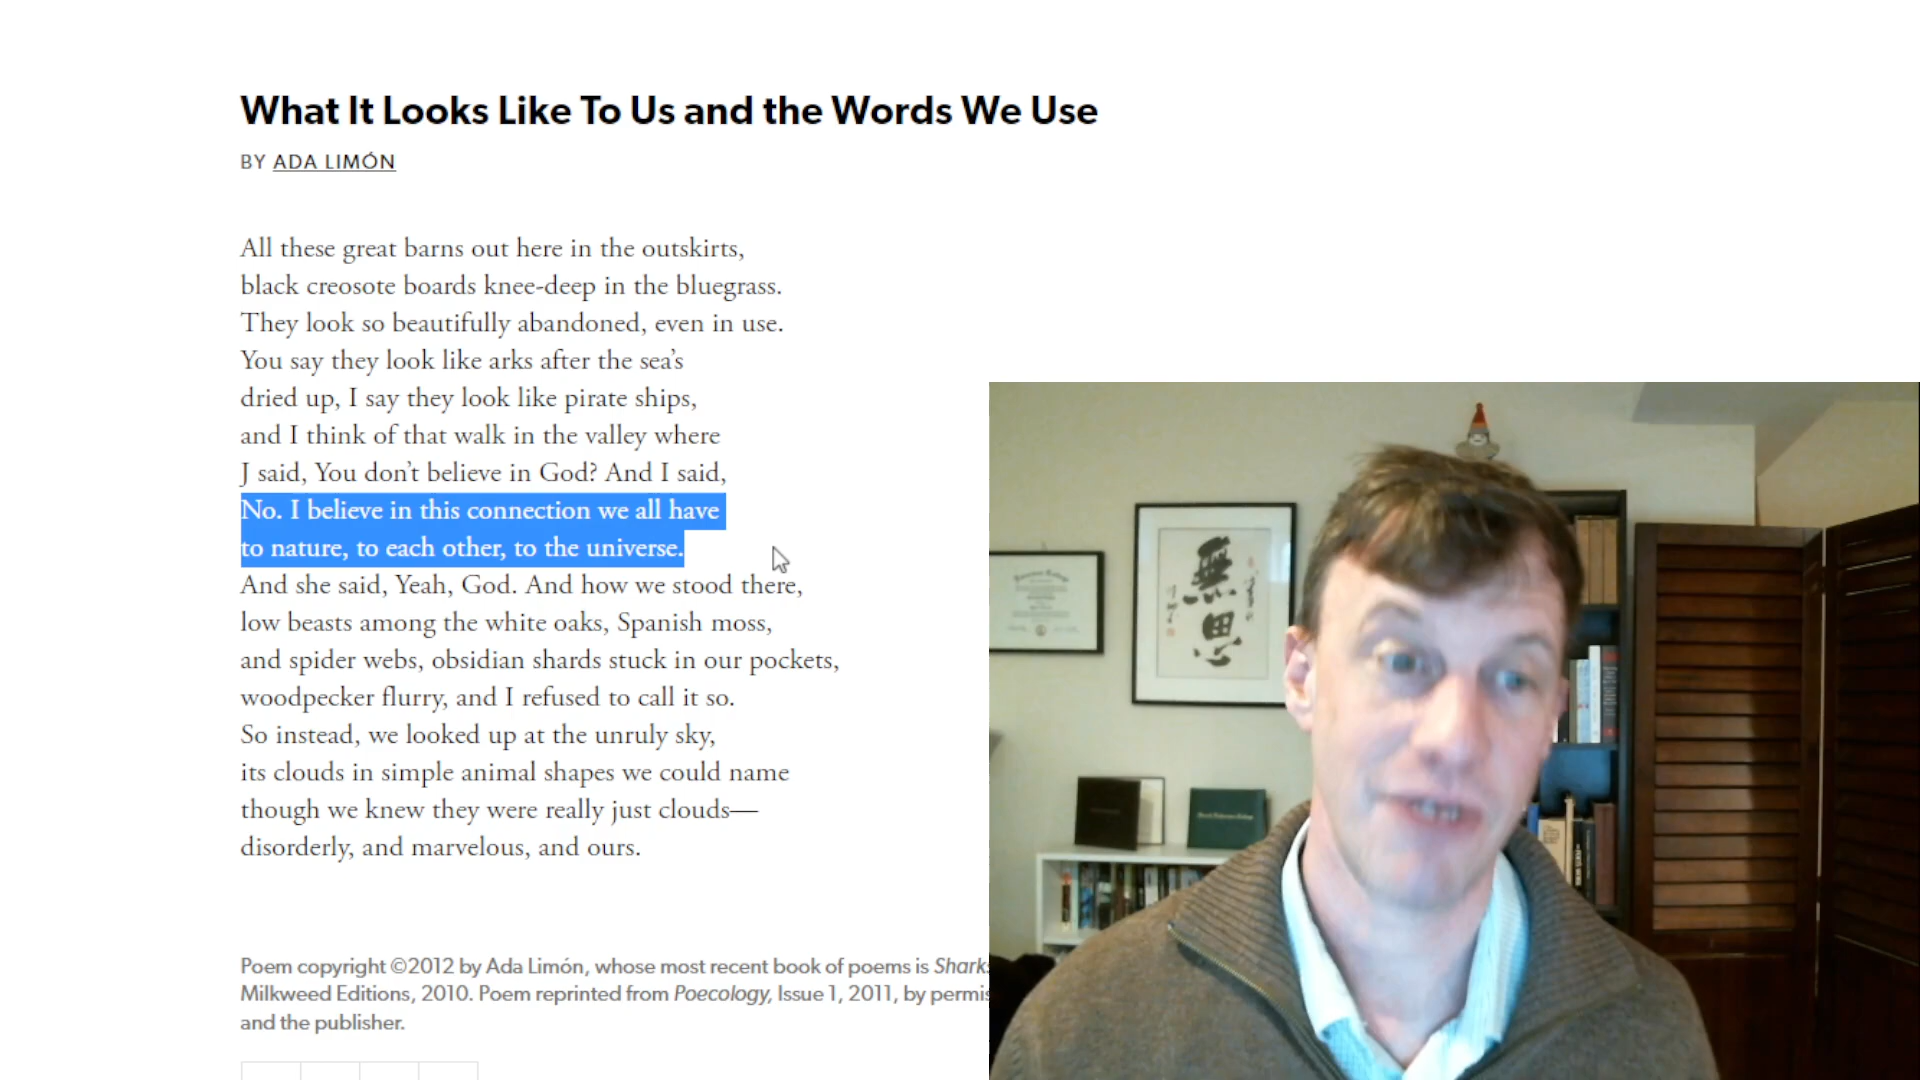 What It Looks Like To Us and the Words We Use
BY ADA LIMÓN
All these great barns out here in the outskirts,
black creosote boards knee-deep in the bluegrass.
They look so beautifully abandoned, even in use.
You say they look like arks after the sea’s
dried up, I say they look like pirate ships,
and I think of that walk in the valley where
J said, You don’t believe in God? And I said,
No. I believe in this connection we all have
to nature, to each other, to the universe.
And she said, Yeah, God. And how we stood there,
low beasts among the white oaks, Spanish moss,
and spider webs, obsidian shards stuck in our pockets,
woodpecker flurry, and I refused to call it so.
So instead, we looked up at the unruly sky,
its clouds in simple animal shapes we could name
though we knew they were really just clouds—
disorderly, and marvelous, and ours.
Poem copyright ©2012 by Ada Limón, whose most recent book of poems is Sharks
Milkweed Editions, 2010. Poem reprinted from Poecology, Issue 1, 2011, by permis
and the publisher.
無
思